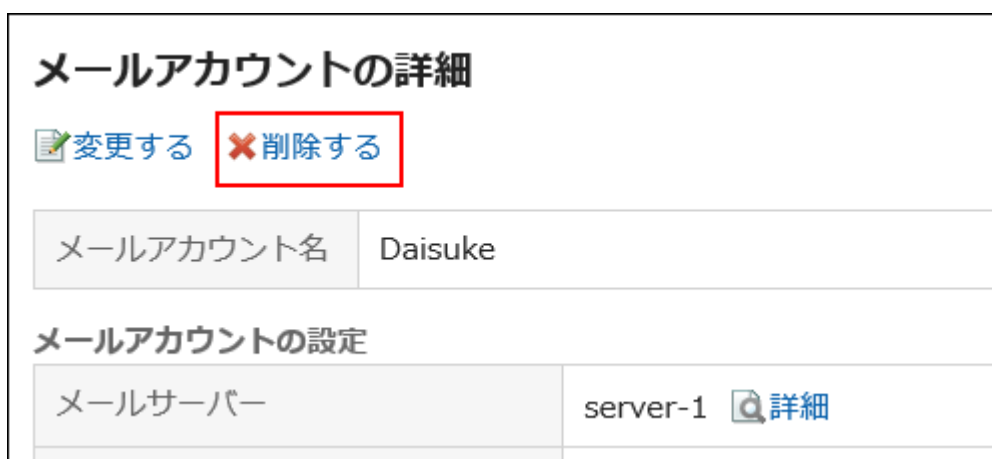 メールアカウントの詳細
変更する 削除する
メールアカウント名 Daisuke
メールアカウントの設定
メールサーバー server-1 詳細